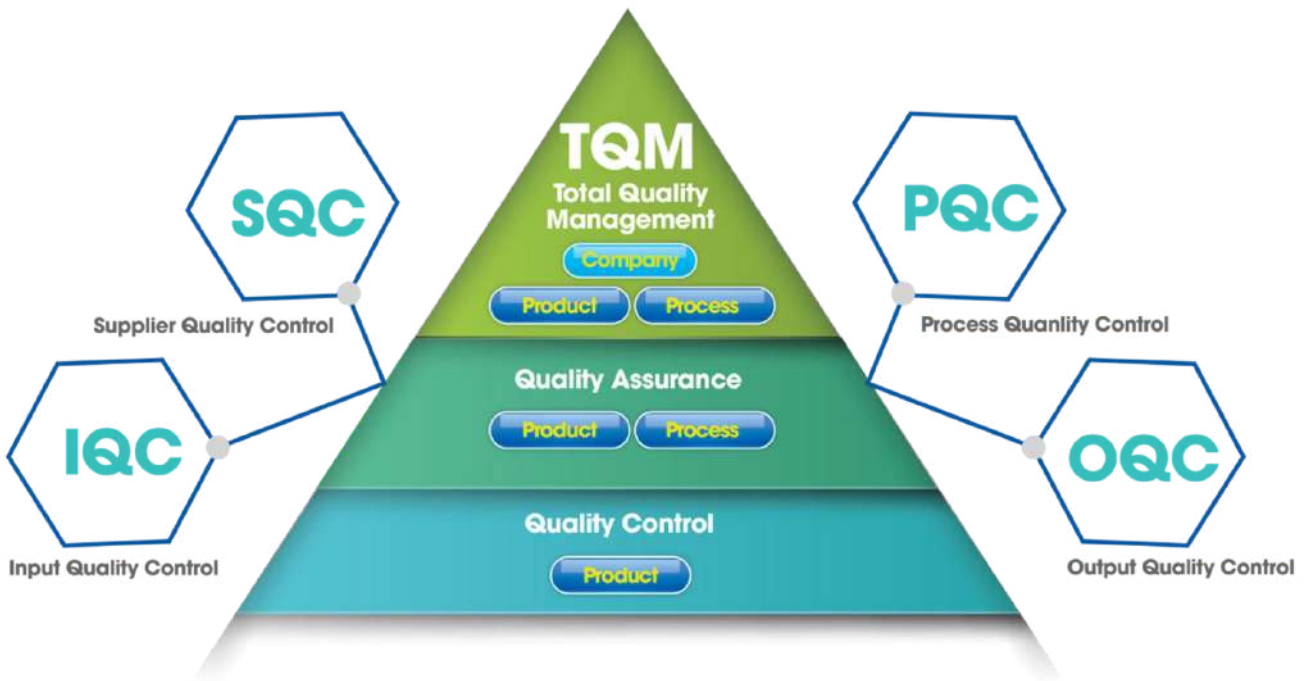 TQM
Total Quality
Management
Company
Product Process
SQC
Supplier Quality Control
IQC
Input Quality Control
PQC
Process Quanlity Control
OQC
Output Quality Control
Quality Assurance
Product Process
Quality Control
Product